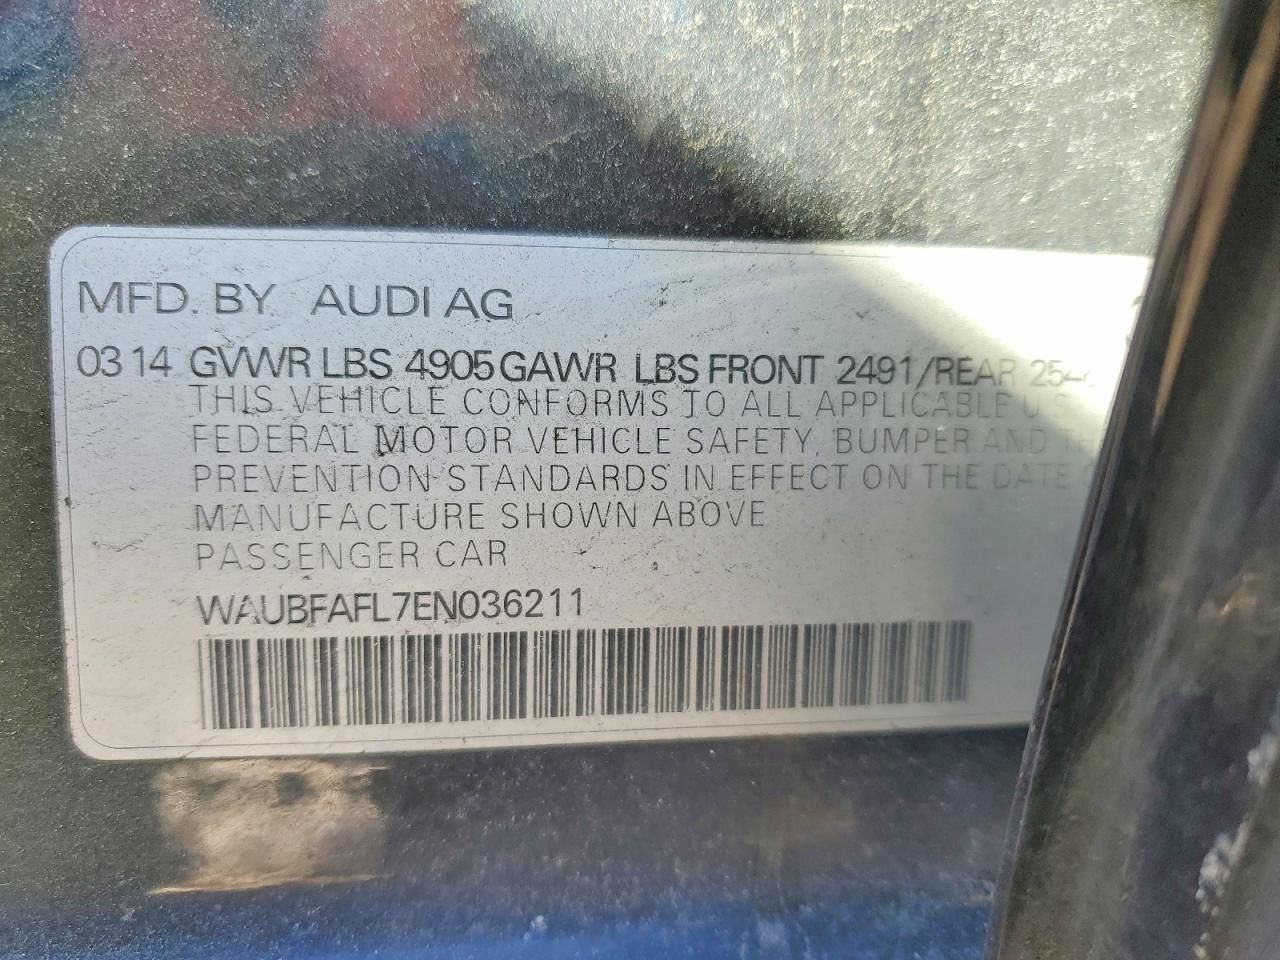 MFD. BY AUDI AG
03 14 GVWR LBS 4905 GAWR LBS FRONT 2491/REAR
THIS VEHICLE CONFORMS TO ALL APPLICABLE U.S.
FEDERAL MOTOR VEHICLE SAFETY, BUMPER AND
PREVENTION STANDARDS IN EFFECT ON THE DATE
MANUFACTURE SHOWN ABOVE
PASSENGER CAR
WAUBFAFL7EN036211